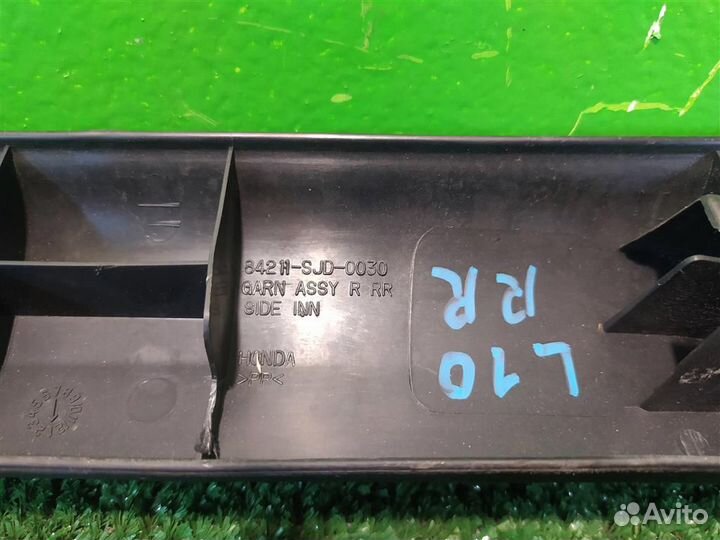 84211-SJD-0030
GARN ASSY R RR
SIDE INN
HONDA
>PP<
RR
L10
Avito